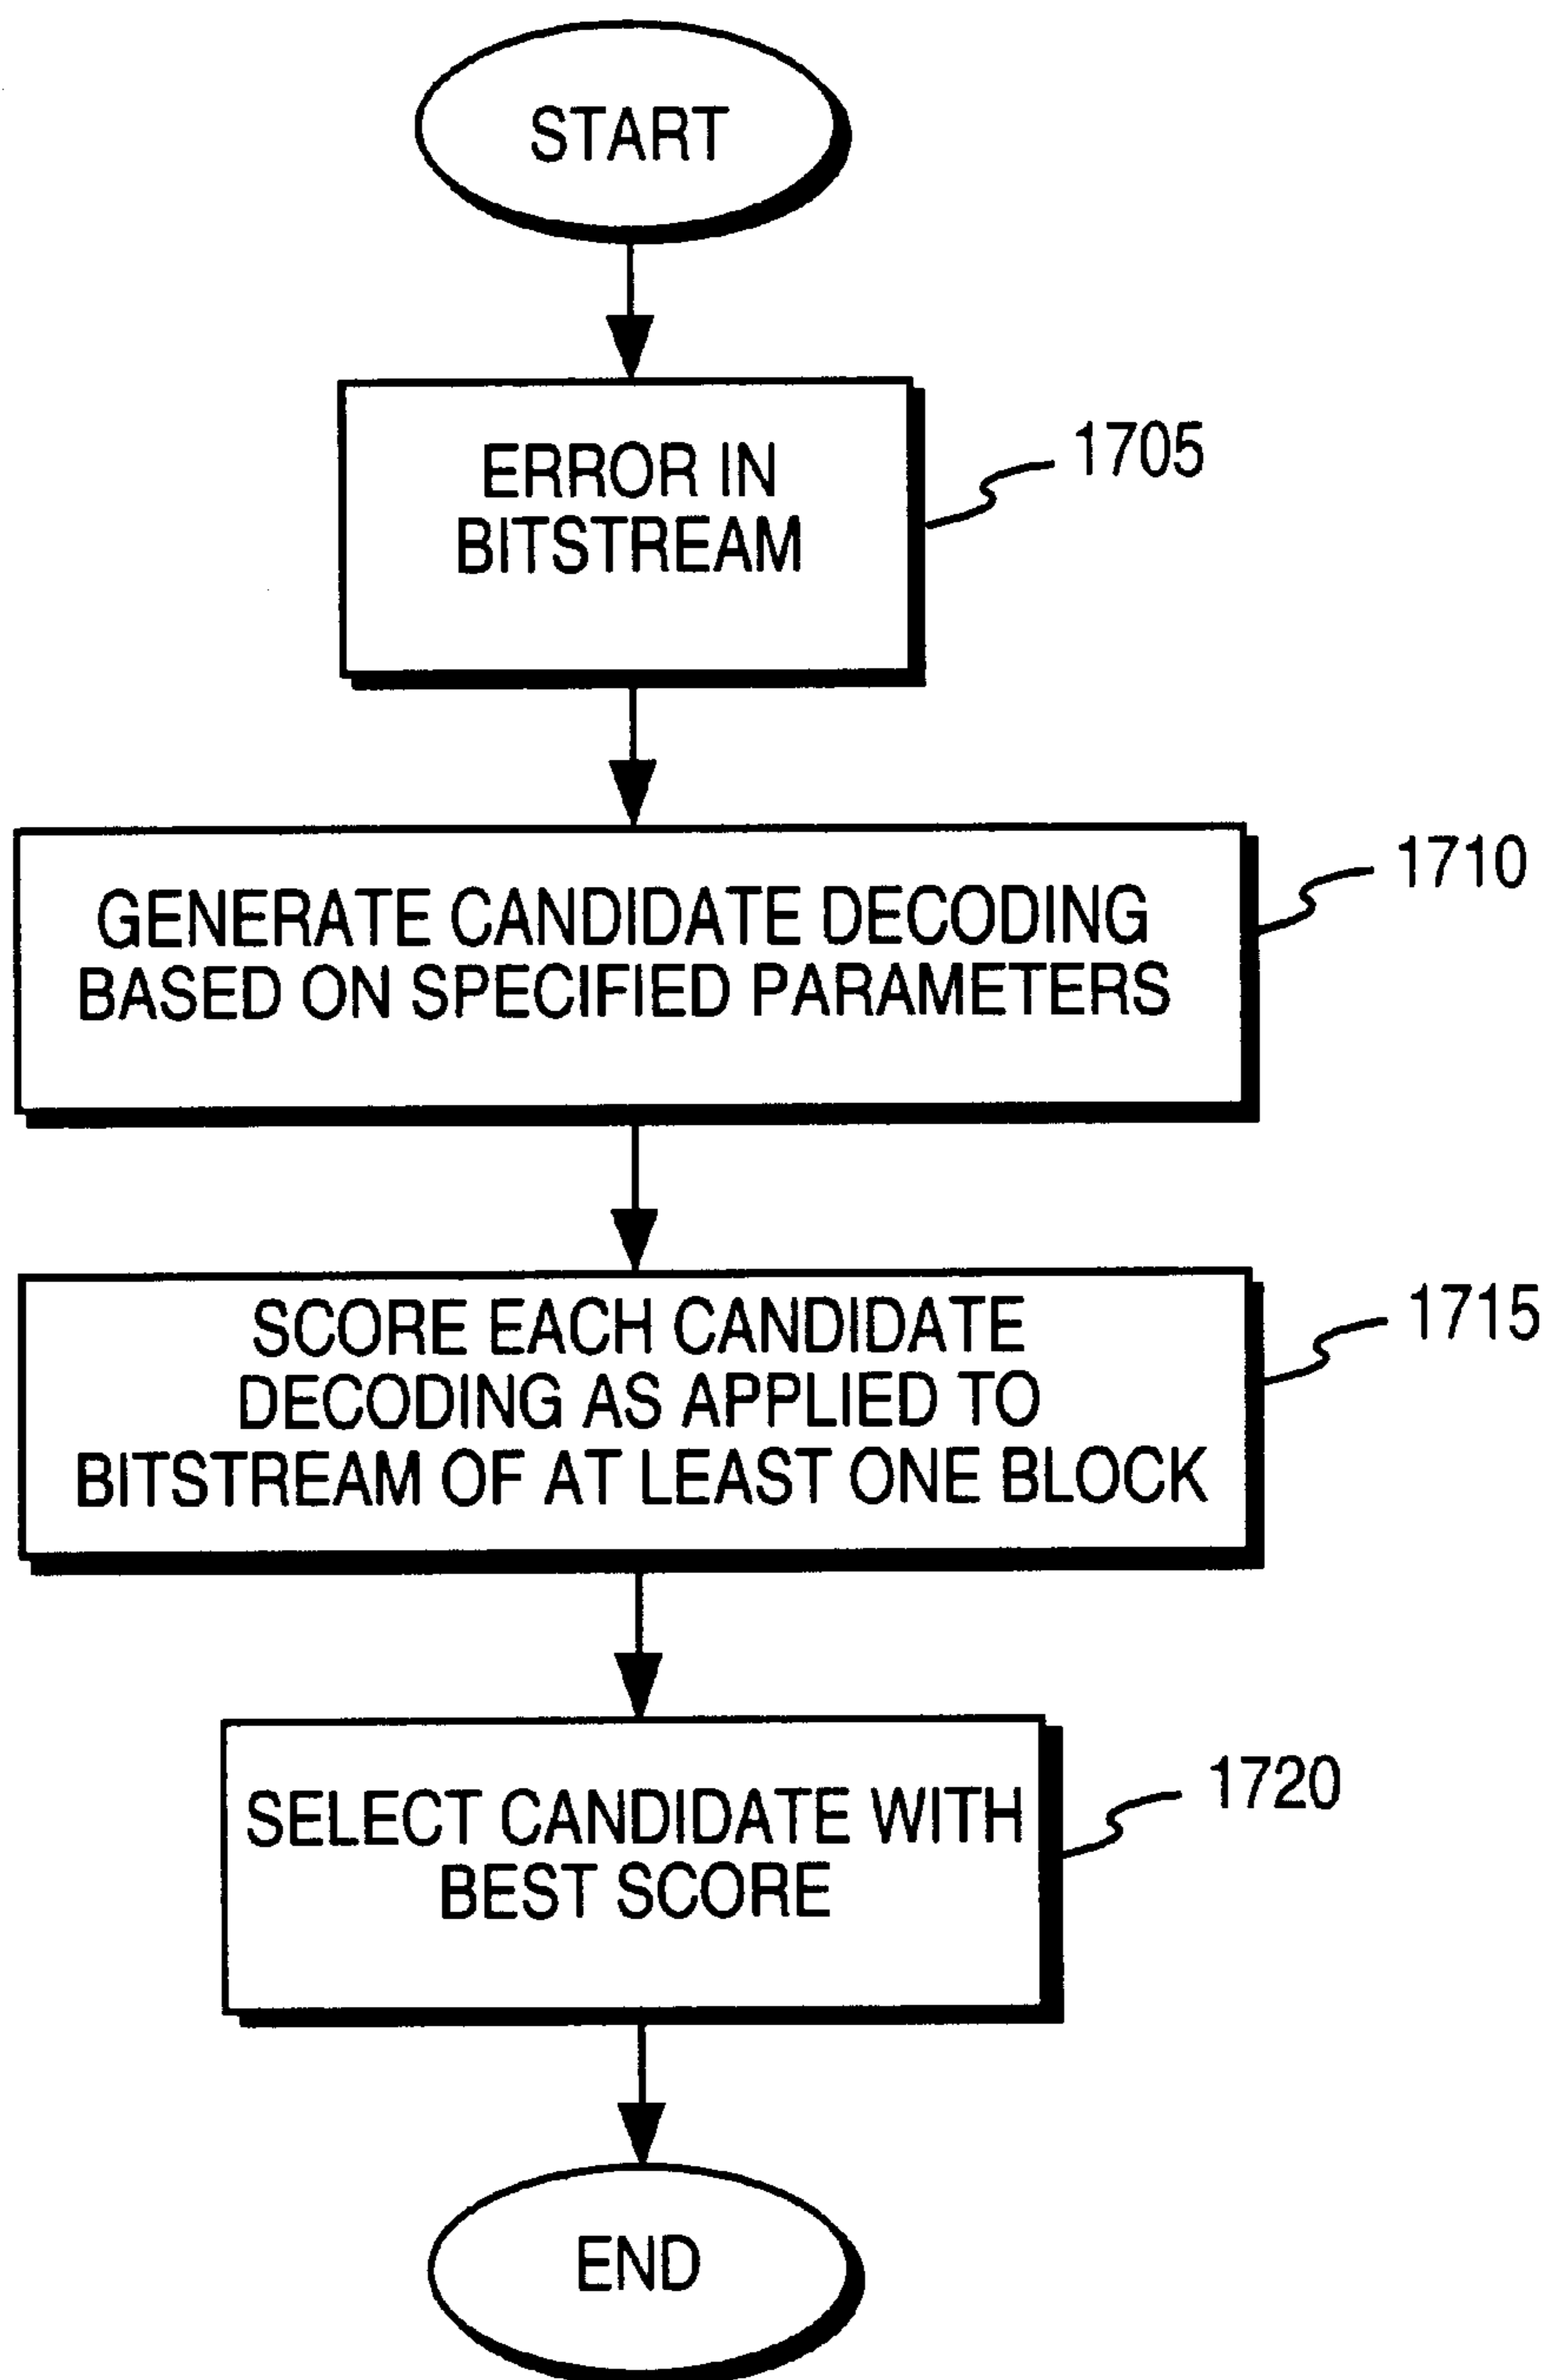 START
ERROR IN
BITSTREAM
1705
GENERATE CANDIDATE DECODING
BASED ON SPECIFIED PARAMETERS
1710
SCORE EACH CANDIDATE
DECODING AS APPLIED TO
BITSTREAM OF AT LEAST ONE BLOCK
1715
SELECT CANDIDATE WITH
BEST SCORE
1720
END